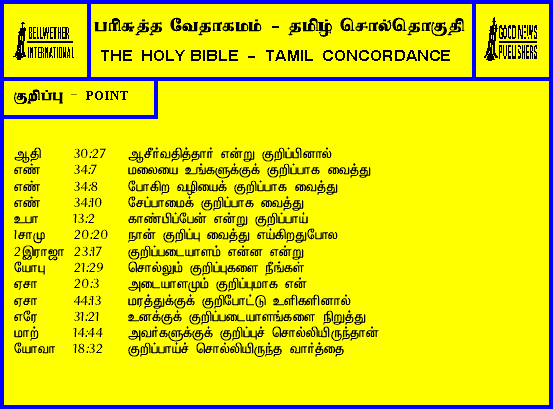 BELLWETHER
INTERNATIONAL
பரிசுத்த வேதாகமம் - தமிழ் சொல்தொகுதி
THE HOLY BIBLE - TAMIL CONCORDANCE
GOOD NEWS
PUBLISHERS
குறிப்பு - POINT
ஆதி 30:27 ஆசீர்வதித்தார் என்று குறிப்பினால்
எண் 34:7 மலையை உங்களுக்குக் குறிப்பாக வைத்து
எண் 34:8 போகிற வழியைக் குறிப்பாக வைத்து
எண் 34:10 சேப்பாமைக் குறிப்பாக வைத்து
உபா 13:2 காண்பிப்பேன் என்று குறிப்பாய்
1சாமு 20:20 நான் குறிப்பு வைத்து எய்கிறதுபோல
2இராஜா 23:17 குறிப்படையாளம் என்ன என்று
யோபு 21:29 சொல்லும் குறிப்புகளை நீங்கள்
ஏசா 20:3 அடையாளமும் குறிப்புமாக என்
ஏசா 44:13 மரத்துக்குக் குறிபோட்டு உளிகளினால்
எரே 31:21 உனக்குக் குறிப்படையாளங்களை நிறுத்து
மாற் 14:44 அவர்களுக்குக் குறிப்புச் சொல்லியிருந்தான்
யோவா 18:32 குறிப்பாய்ச் சொல்லியிருந்த வார்த்தை